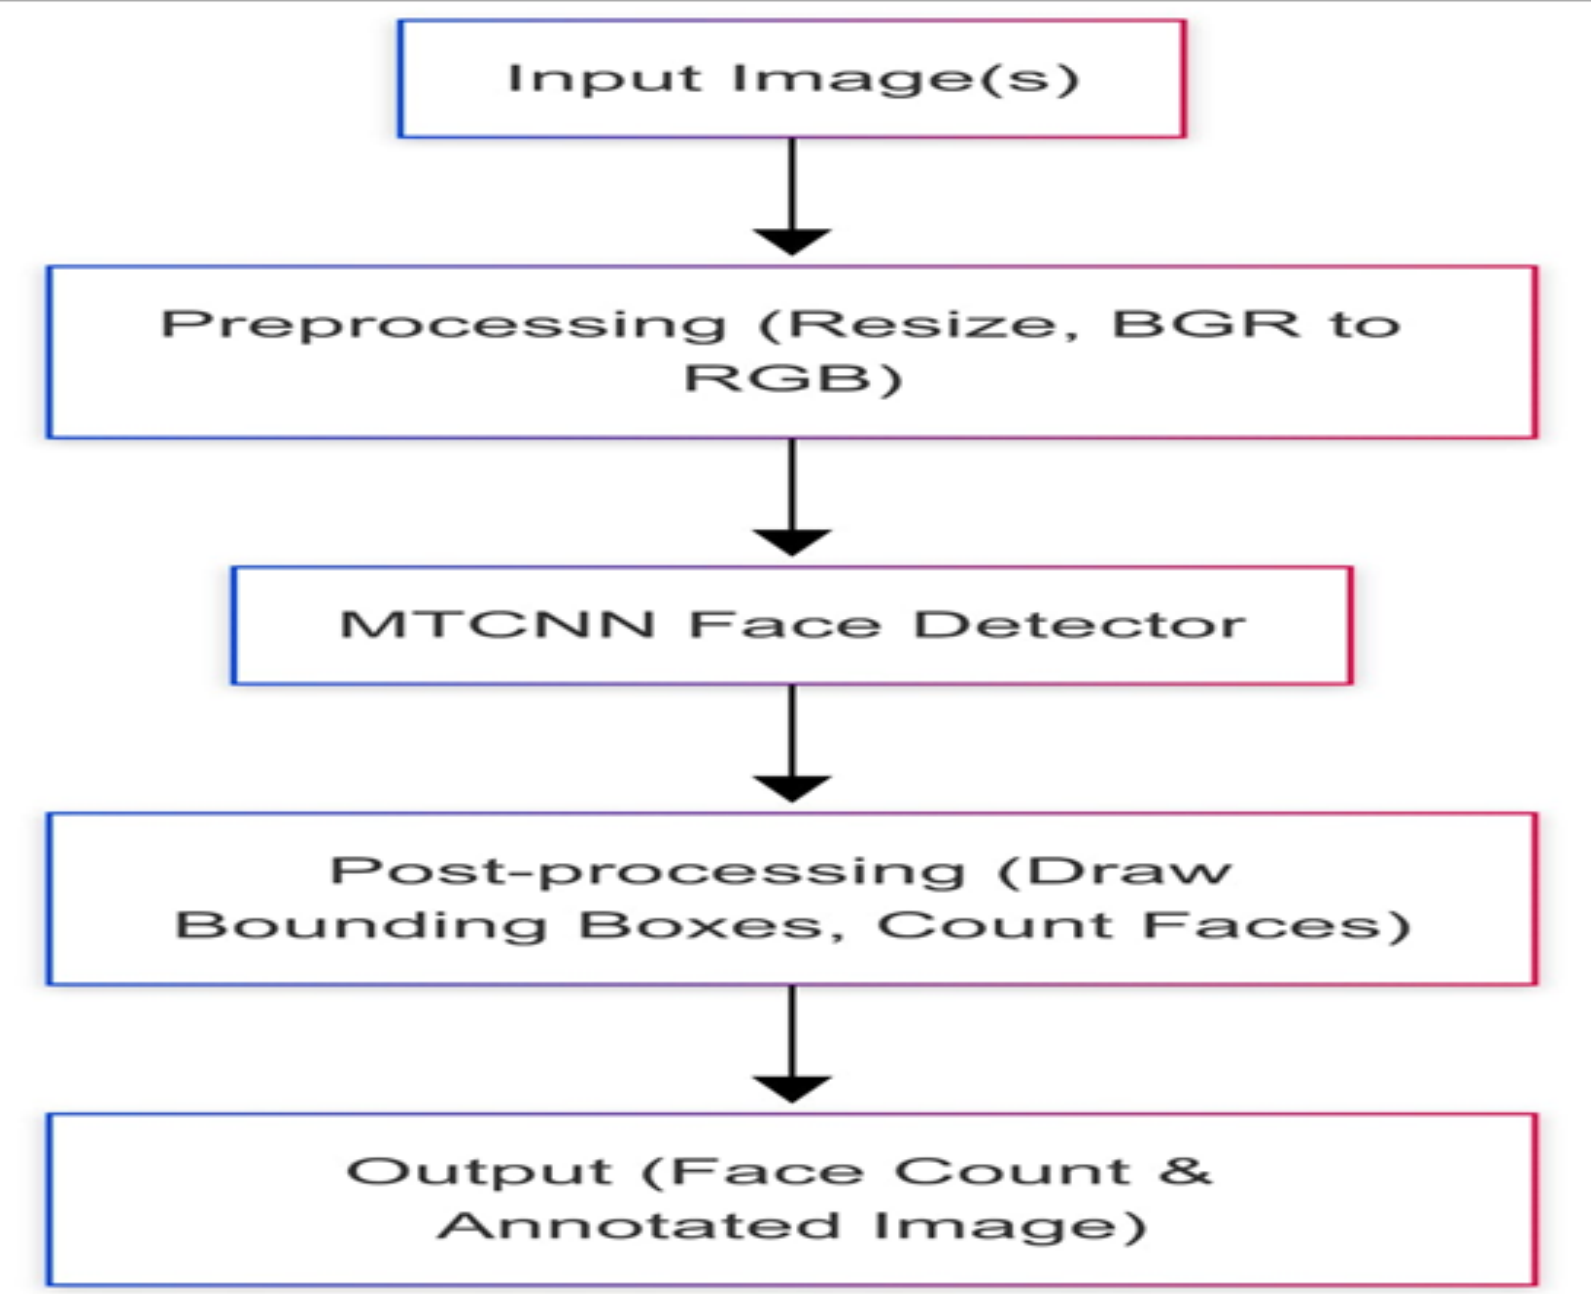 Input Image(s)
Preprocessing (Resize, BGR to
RGB)
MTCNN Face Detector
Post-processing (Draw
Bounding Boxes, Count Faces)
Output (Face Count &
Annotated Image)